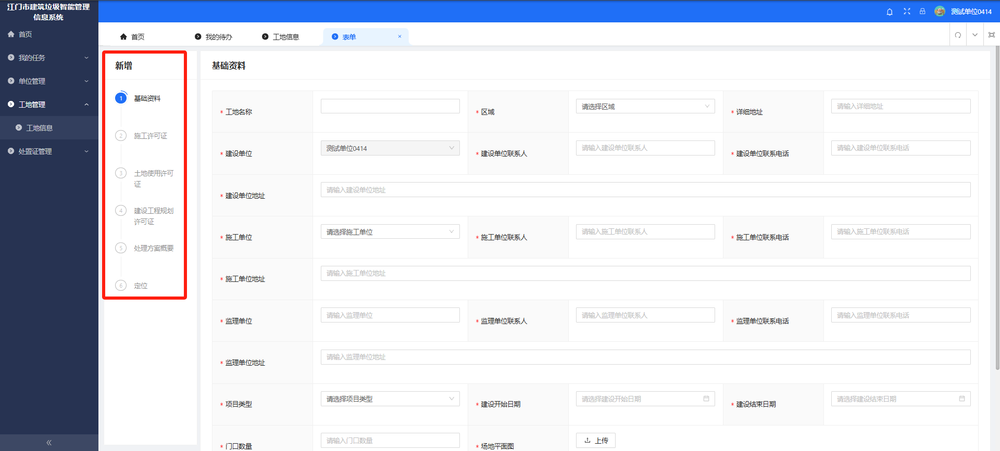 江门市建筑垃圾智能管理
信息系统
测试单位0414
首页
我的任务
单位管理
工地管理
工地信息
处置证管理
首页
我的待办
工地信息
表单
新增
1 基础资料
2 施工许可证
3 土地使用许可
证
4 建设工程规划
许可证
5 处理方案概要
6 定位
基础资料
* 工地名称
* 区域 请选择区域
* 详细地址 请输入详细地址
* 建设单位 测试单位0414
* 建设单位联系人 请输入建设单位联系人
* 建设单位联系电话 请输入建设单位联系电话
* 建设单位地址 请输入建设单位地址
* 施工单位 请选择施工单位
* 施工单位联系人 请输入施工单位联系人
* 施工单位联系电话 请输入施工单位联系电话
* 施工单位地址 请输入施工单位地址
* 监理单位 请输入监理单位
* 监理单位联系人 请输入监理单位联系人
* 监理单位联系电话 请输入监理单位联系电话
* 监理单位地址 请输入监理单位地址
* 项目类型 请选择项目类型
* 建设开始日期 请选择建设开始日期
* 建设结束日期 请选择建设结束日期
* 门口数量 请输入门口数量
* 场地平面图 上传